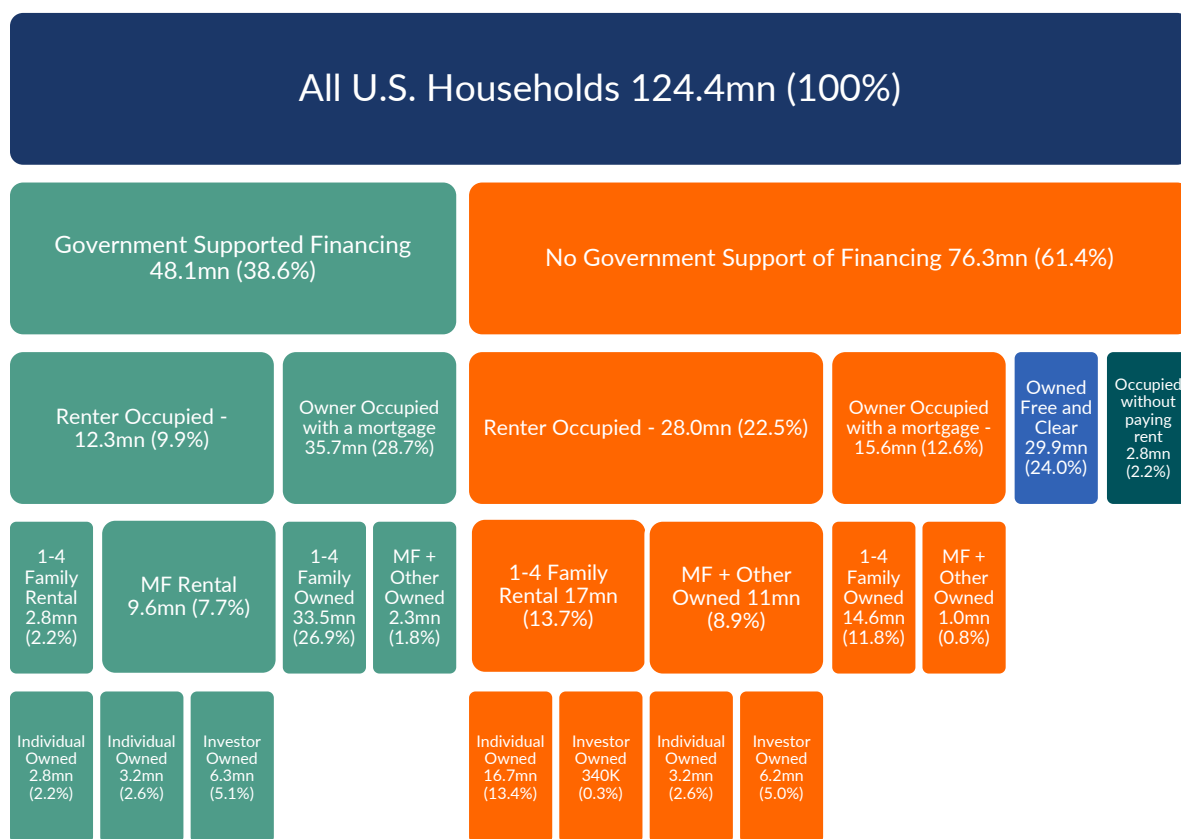 All U.S. Households 124.4mn (100%)
Government Supported Financing
48.1mn (38.6%)
No Government Support of Financing 76.3mn (61.4%)
Renter Occupied -
12.3mn (9.9%)
Owner Occupied
with a mortgage
35.7mn (28.7%)
Renter Occupied - 28.0mn (22.5%)
Owner Occupied
with a mortgage -
15.6mn (12.6%)
Owned
Free and
Clear
29.9mn
(24.0%)
Occupied
without
paying
rent
2.8mn
(2.2%)
1-4
Family
Rental
2.8mn
(2.2%)
MF Rental
9.6mn (7.7%)
1-4
Family
Owned
33.5mn
(26.9%)
MF +
Other
Owned
2.3mn
(1.8%)
1-4 Family
Rental 17mn
(13.7%)
MF + Other
Owned 11mn
(8.9%)
1-4
Family
Owned
14.6mn
(11.8%)
MF +
Other
Owned
1.0mn
(0.8%)
Individual
Owned
2.8mn
(2.2%)
Individual
Owned
3.2mn
(2.6%)
Investor
Owned
6.3mn
(5.1%)
Individual
Owned
16.7mn
(13.4%)
Investor
Owned
340K
(0.3%)
Individual
Owned
3.2mn
(2.6%)
Investor
Owned
6.2mn
(5.0%)